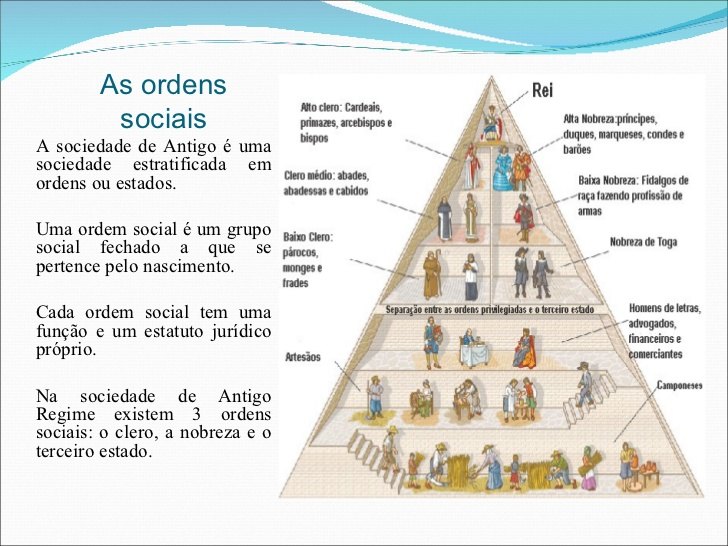 As ordens
sociais
A sociedade de Antigo é uma
sociedade estratificada em
ordens ou estados.
Uma ordem social é um grupo
social fechado a que se
pertence pelo nascimento.
Cada ordem social tem uma
função e um estatuto jurídico
próprio.
Na sociedade de Antigo
Regime existem 3 ordens
sociais: o clero, a nobreza e o
terceiro estado.
Rei
Alto clero: Cardeais,
primazes, arcebispos e
bispos
Alta Nobreza:príncipes,
duques, marqueses, condes e
barões
Clero médio: abades,
abadessas e cabidos
Baixa Nobreza: Fidalgos de
raça fazendo profissão de
armas
Baixo Clero:
párocos,
monges e
frades
Nobreza de Toga
Separação entre as ordens privilegiadas e o terceiro estado
Homens de letras,
advogados,
financeiros e
comerciantes
Artesãos
Camponeses